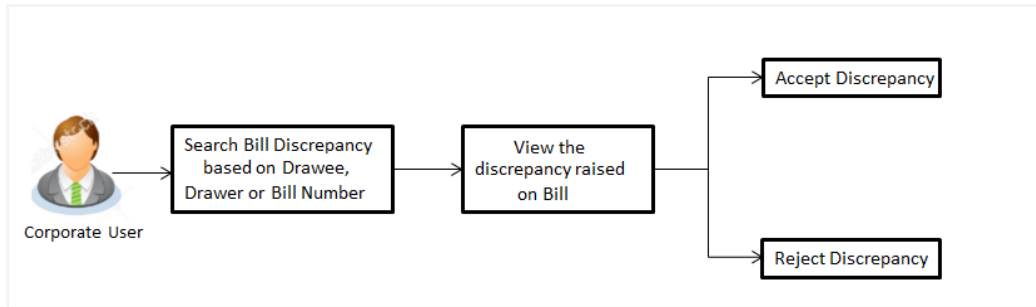 Corporate User
Search Bill Discrepancy
based on Drawee,
Drawer or Bill Number
View the
discrepancy raised
on Bill
Accept Discrepancy
Reject Discrepancy